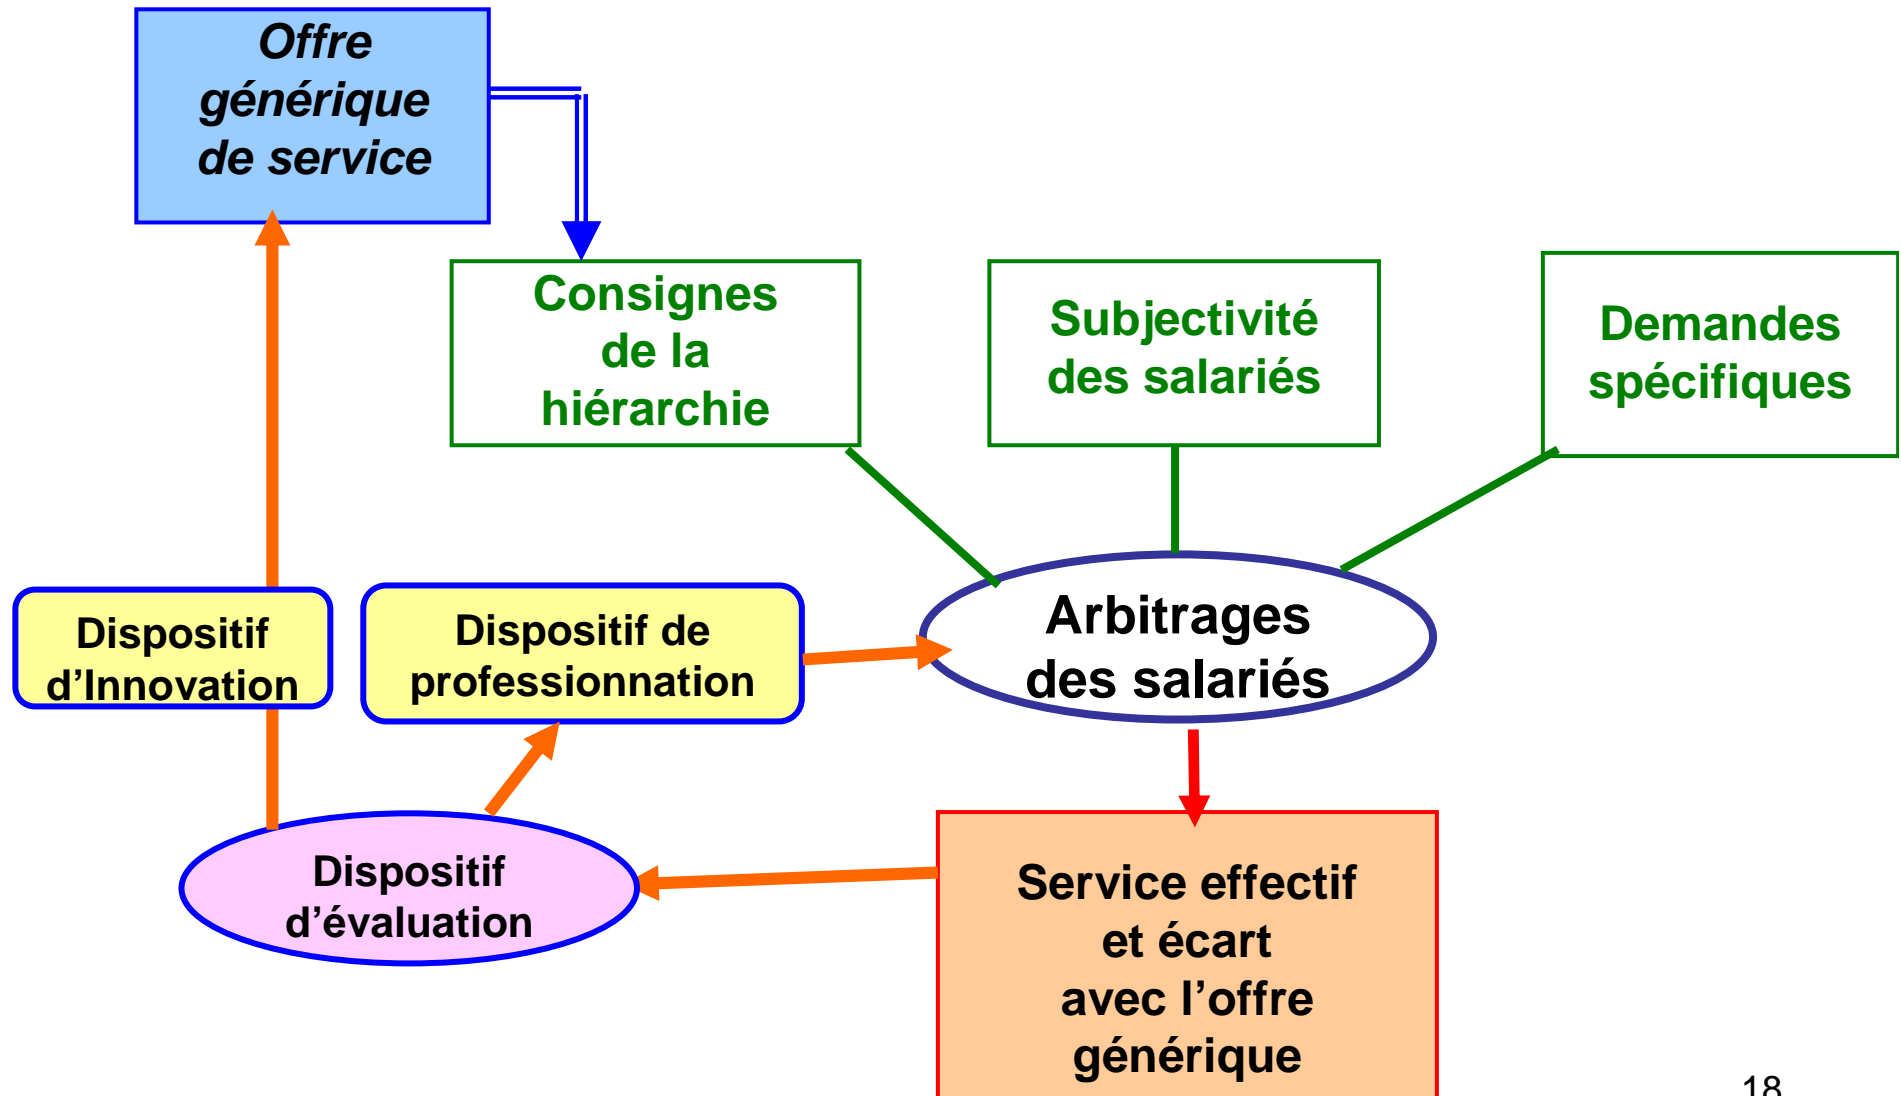 Offre
générique
de service
Consignes
de la
hiérarchie
Subjectivité
des salariés
Demandes
spécifiques
Dispositif
d’Innovation
Dispositif de
professionnation
Arbitrages
des salariés
Dispositif
d’évaluation
Service effectif
et écart
avec l’offre
générique
18